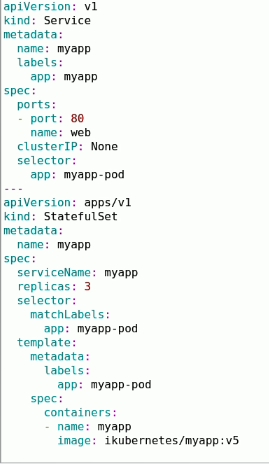 apiVersion: v1
kind: Service
metadata:
  name: myapp
  labels:
    app: myapp
spec:
  ports:
  - port: 80
    name: web
  clusterIP: None
  selector:
    app: myapp-pod
---
apiVersion: apps/v1
kind: StatefulSet
metadata:
  name: myapp
spec:
  serviceName: myapp
  replicas: 3
  selector:
    matchLabels:
      app: myapp-pod
  template:
    metadata:
      labels:
        app: myapp-pod
    spec:
      containers:
      - name: myapp
        image: ikubernetes/myapp:v5